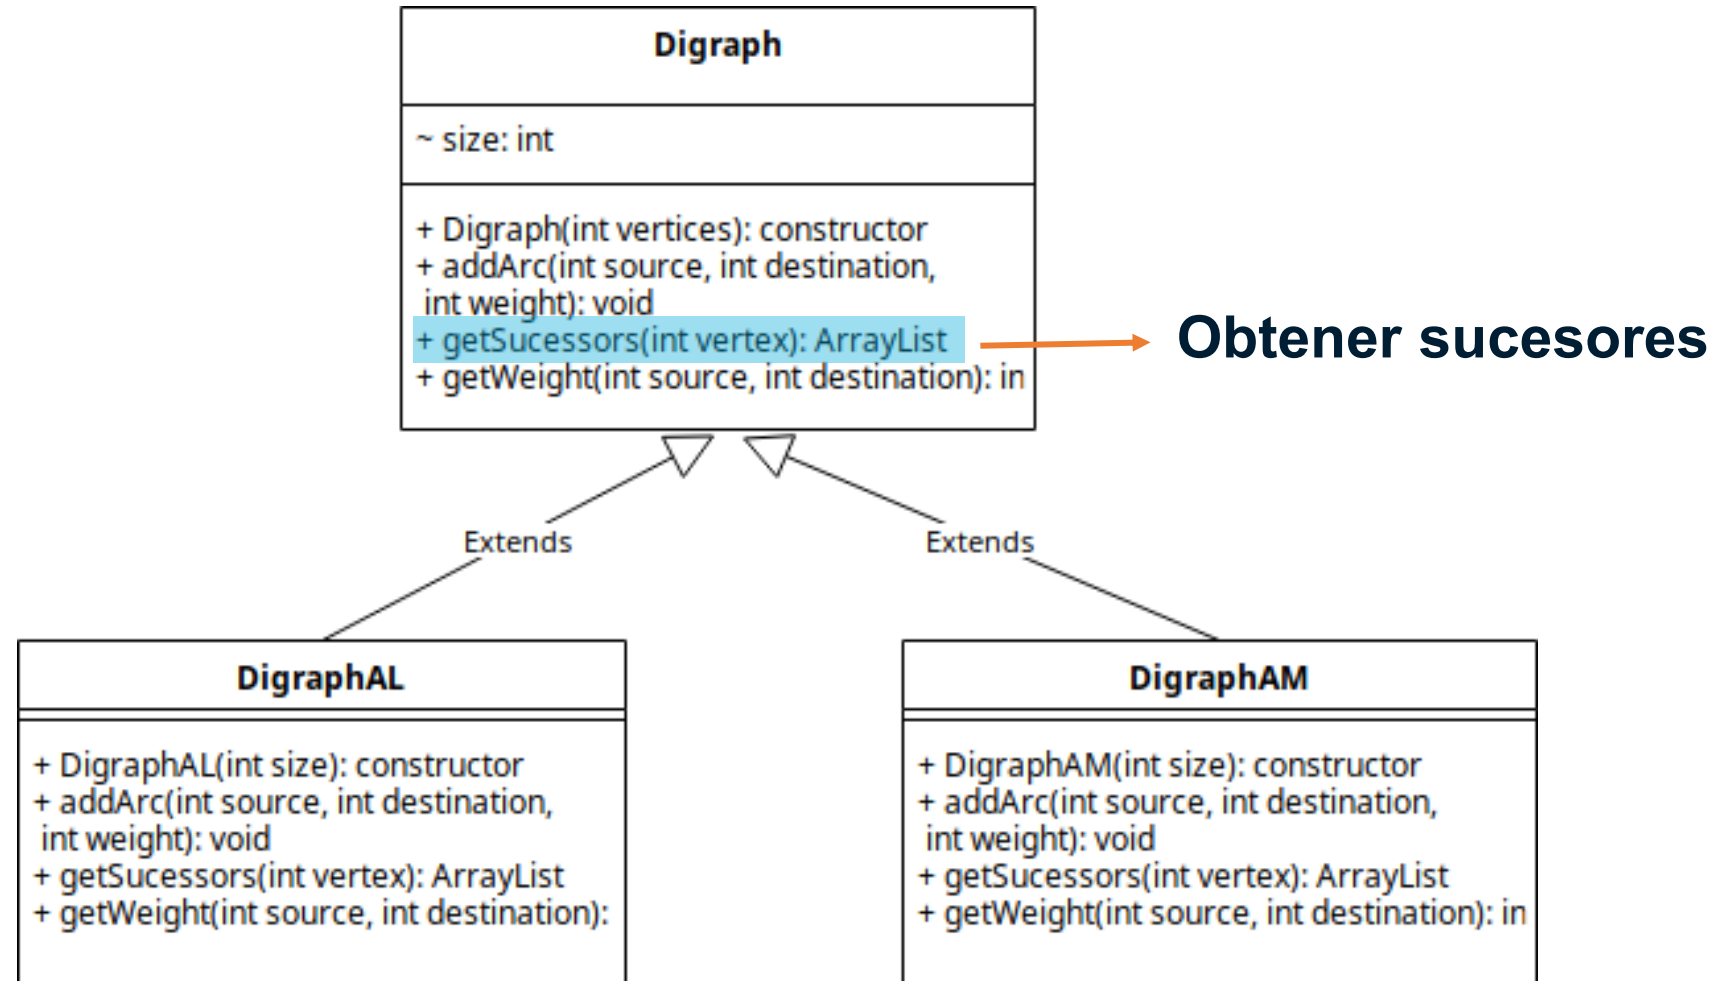 Digraph
~ size: int
+ Digraph(int vertices): constructor
+ addArc(int source, int destination,
int weight): void
+ getSucessors(int vertex): ArrayList
+ getWeight(int source, int destination): in
Obtener sucesores
Extends
Extends
DigraphAL
+ DigraphAL(int size): constructor
+ addArc(int source, int destination,
int weight): void
+ getSucessors(int vertex): ArrayList
+ getWeight(int source, int destination):
DigraphAM
+ DigraphAM(int size): constructor
+ addArc(int source, int destination,
int weight): void
+ getSucessors(int vertex): ArrayList
+ getWeight(int source, int destination): in